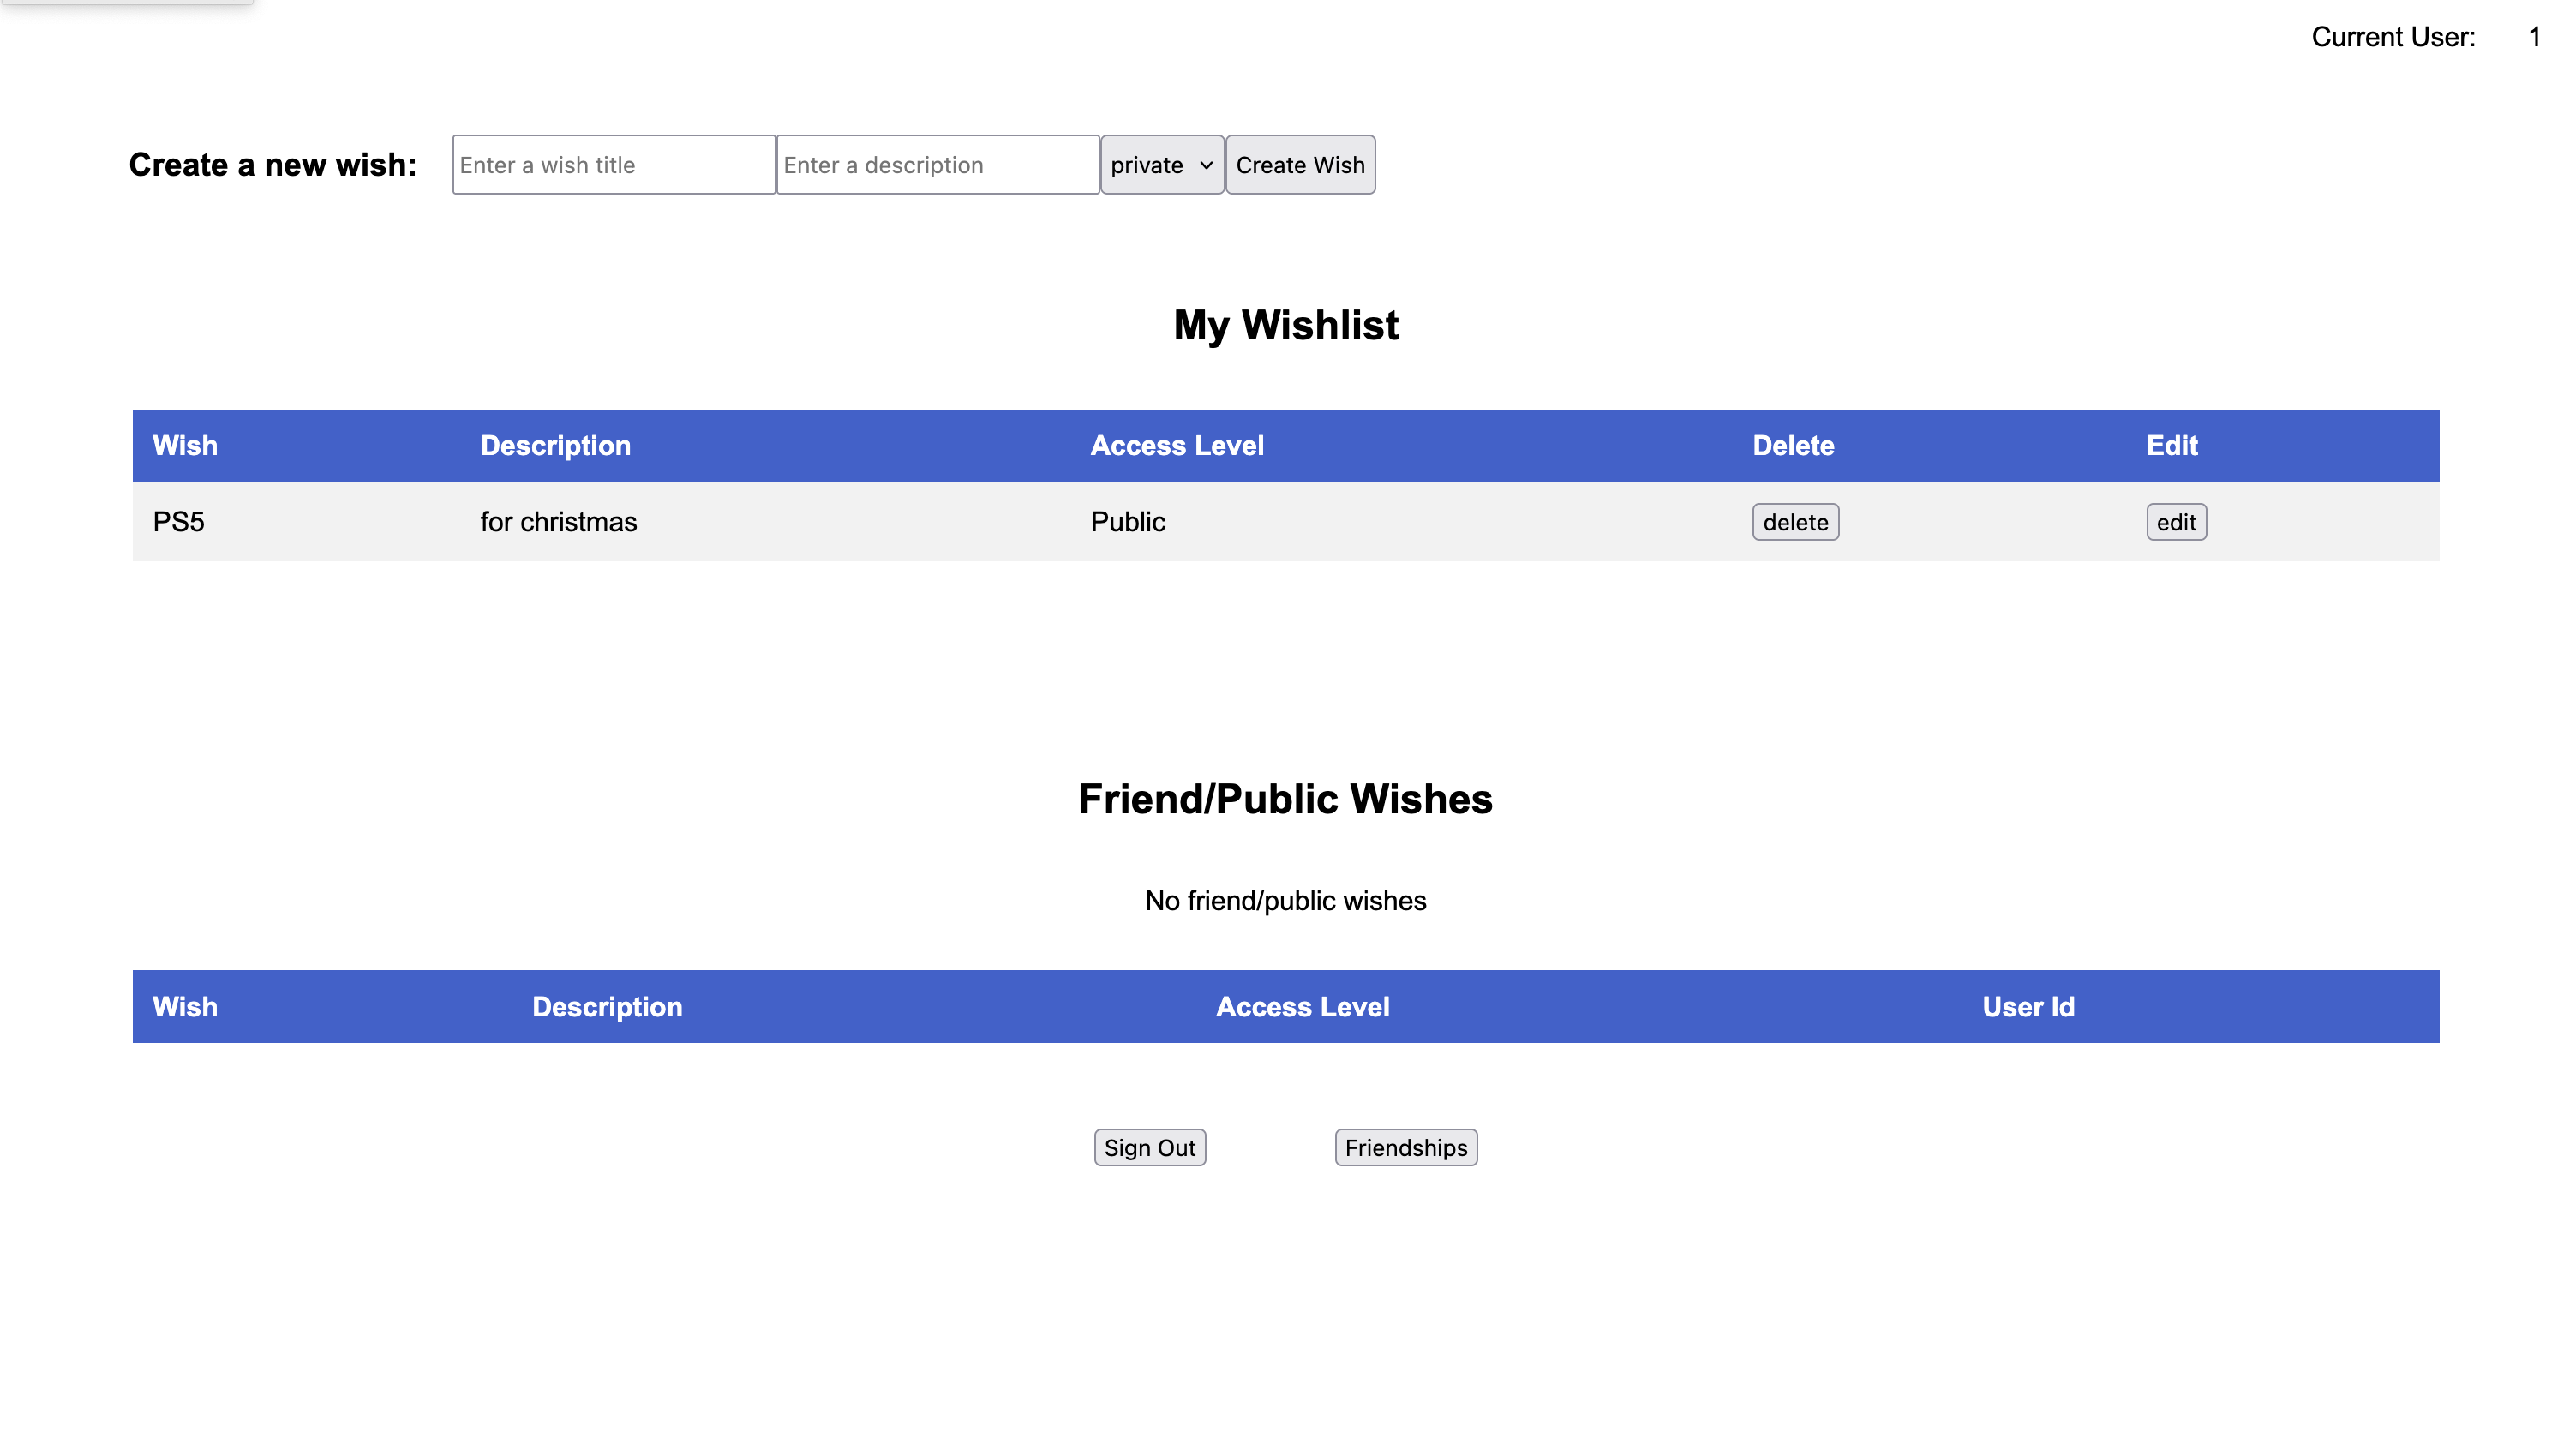 Current User: 1
Create a new wish: Enter a wish title Enter a description private Create Wish
My Wishlist
Wish Description Access Level Delete Edit
PS5 for christmas Public delete edit
Friend/Public Wishes
No friend/public wishes
Wish Description Access Level User Id
Sign Out Friendships